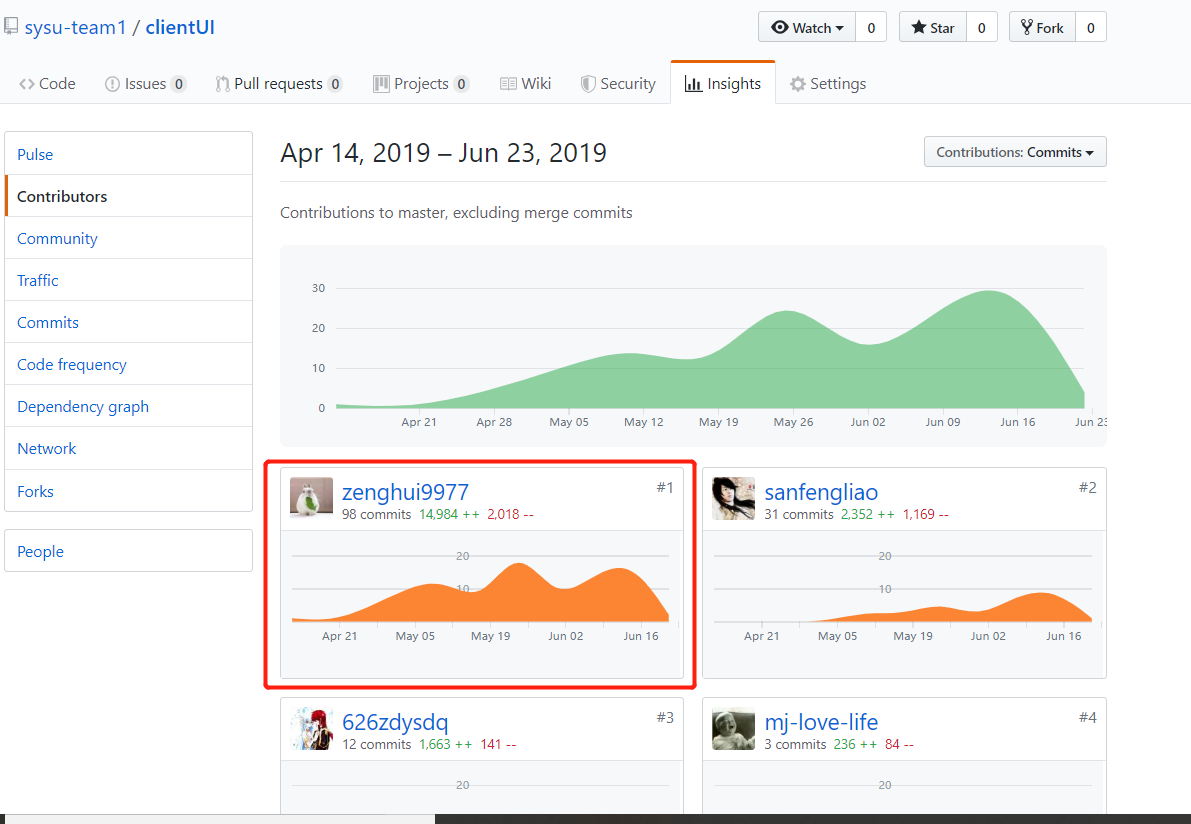 sysu-team1 / clientUI
Watch 0 Star 0 Fork 0
Code Issues 0 Pull requests 0 Projects 0 Wiki Security Insights Settings
Pulse
Contributors
Community
Traffic
Commits
Code frequency
Dependency graph
Network
Forks
People
Apr 14, 2019 – Jun 23, 2019
Contributions: Commits
Contributions to master, excluding merge commits
30
20
10
0
Apr 21 Apr 28 May 05 May 12 May 19 May 26 Jun 02 Jun 09 Jun 16 Jun 23
zenghui9977 #1
98 commits 14,984 ++ 2,018 --
20
10
Apr 21 May 05 May 19 Jun 02 Jun 16
sanfengliao #2
31 commits 2,352 ++ 1,169 --
20
10
Apr 21 May 05 May 19 Jun 02 Jun 16
626zdysdq #3
12 commits 1,663 ++ 141 --
20
mj-love-life #4
3 commits 236 ++ 84 --
20